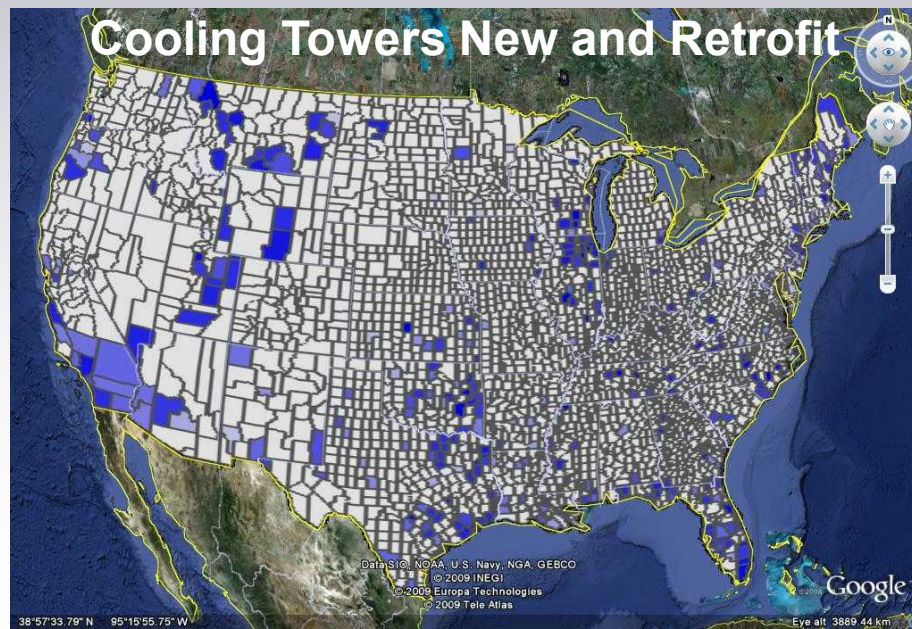 Cooling Towers New and Retrofit
N
Data SIO, NOAA, U.S. Navy, NGA, GEBCO
© 2009 INEGI
© 2009 Europa Technologies
© 2009 Tele Atlas
Google
38°57'33.79" N 95°15'55.75" W
Eye alt 3889.44 km